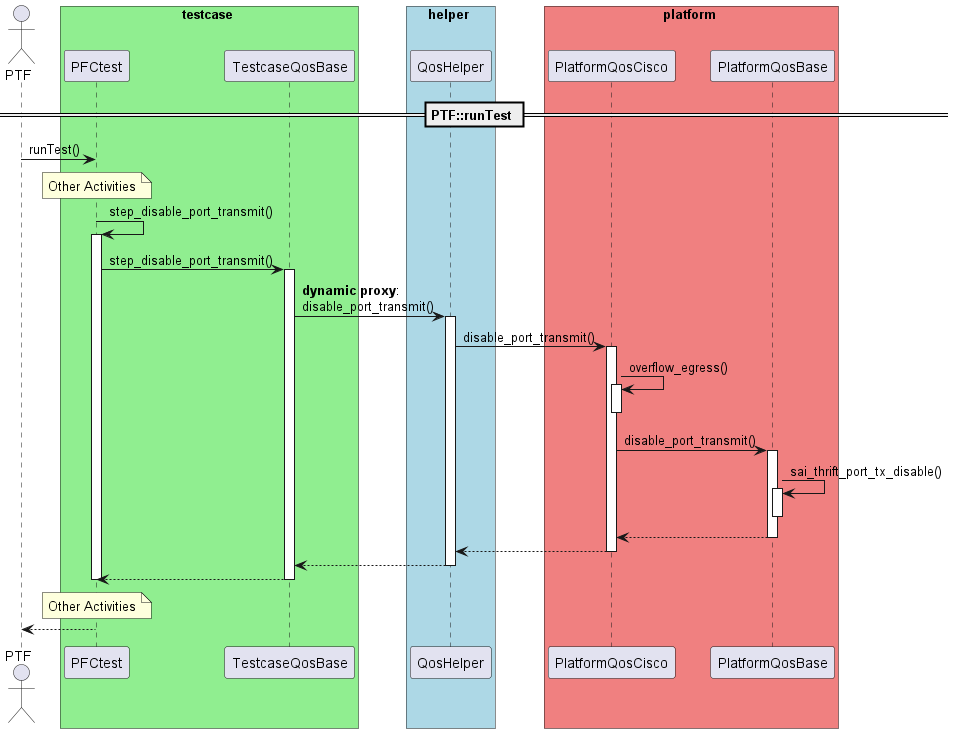 testcase
helper
platform
PTF
PFCtest
TestcaseQosBase
QosHelper
PlatformQosCisco
PlatformQosBase
PTF::runTest
runTest()
Other Activities
step_disable_port_transmit()
step_disable_port_transmit()
dynamic proxy:
disable_port_transmit()
disable_port_transmit()
overflow_egress()
disable_port_transmit()
sai_thrift_port_tx_disable()
Other Activities
PTF
PFCtest
TestcaseQosBase
QosHelper
PlatformQosCisco
PlatformQosBase